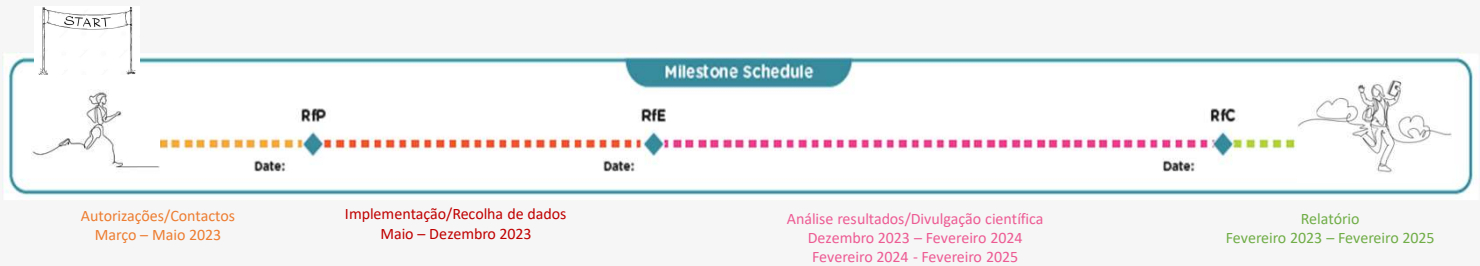 START
Milestone Schedule
RfP
RfE
RfC
Date:
Date:
Date:
Autorizações/Contactos
Março – Maio 2023
Implementação/Recolha de dados
Maio – Dezembro 2023
Análise resultados/Divulgação científica
Dezembro 2023 – Fevereiro 2024
Fevereiro 2024 - Fevereiro 2025
Relatório
Fevereiro 2023 – Fevereiro 2025